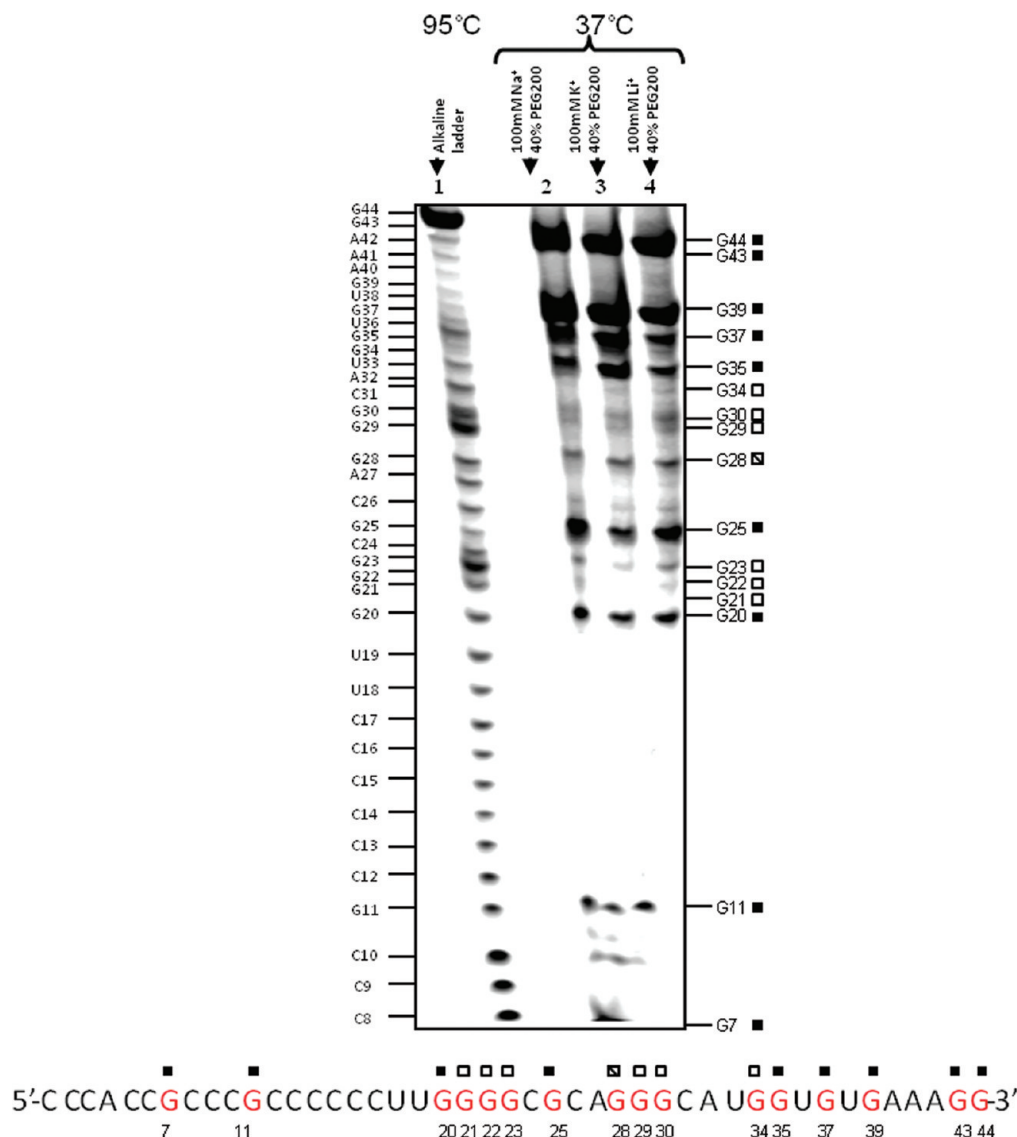 95°C
37°C
Alkaline ladder
100mM Na⁺ 40% PEG200
100mM K⁺ 40% PEG200
100mM Li⁺ 40% PEG200
1 2 3 4
G44
G43
A42
A41
A40
G39
U38
G37
U36
G35
G34
U33
A32
C31
G30
G29
G28
A27
C26
G25
C24
G23
G22
G21
G20
U19
U18
C17
C16
C15
C14
C13
C12
G11
C10
C9
C8
G44
G43
G39
G37
G35
G34
G30
G29
G28
G25
G23
G22
G21
G20
G11
G7
5'-CCCACCGCCCGCCCCCCUUGGGGCGCAGGGCAUGGUGUGAAAGG-3'
7 11 20 21 22 23 25 28 29 30 34 35 37 39 43 44